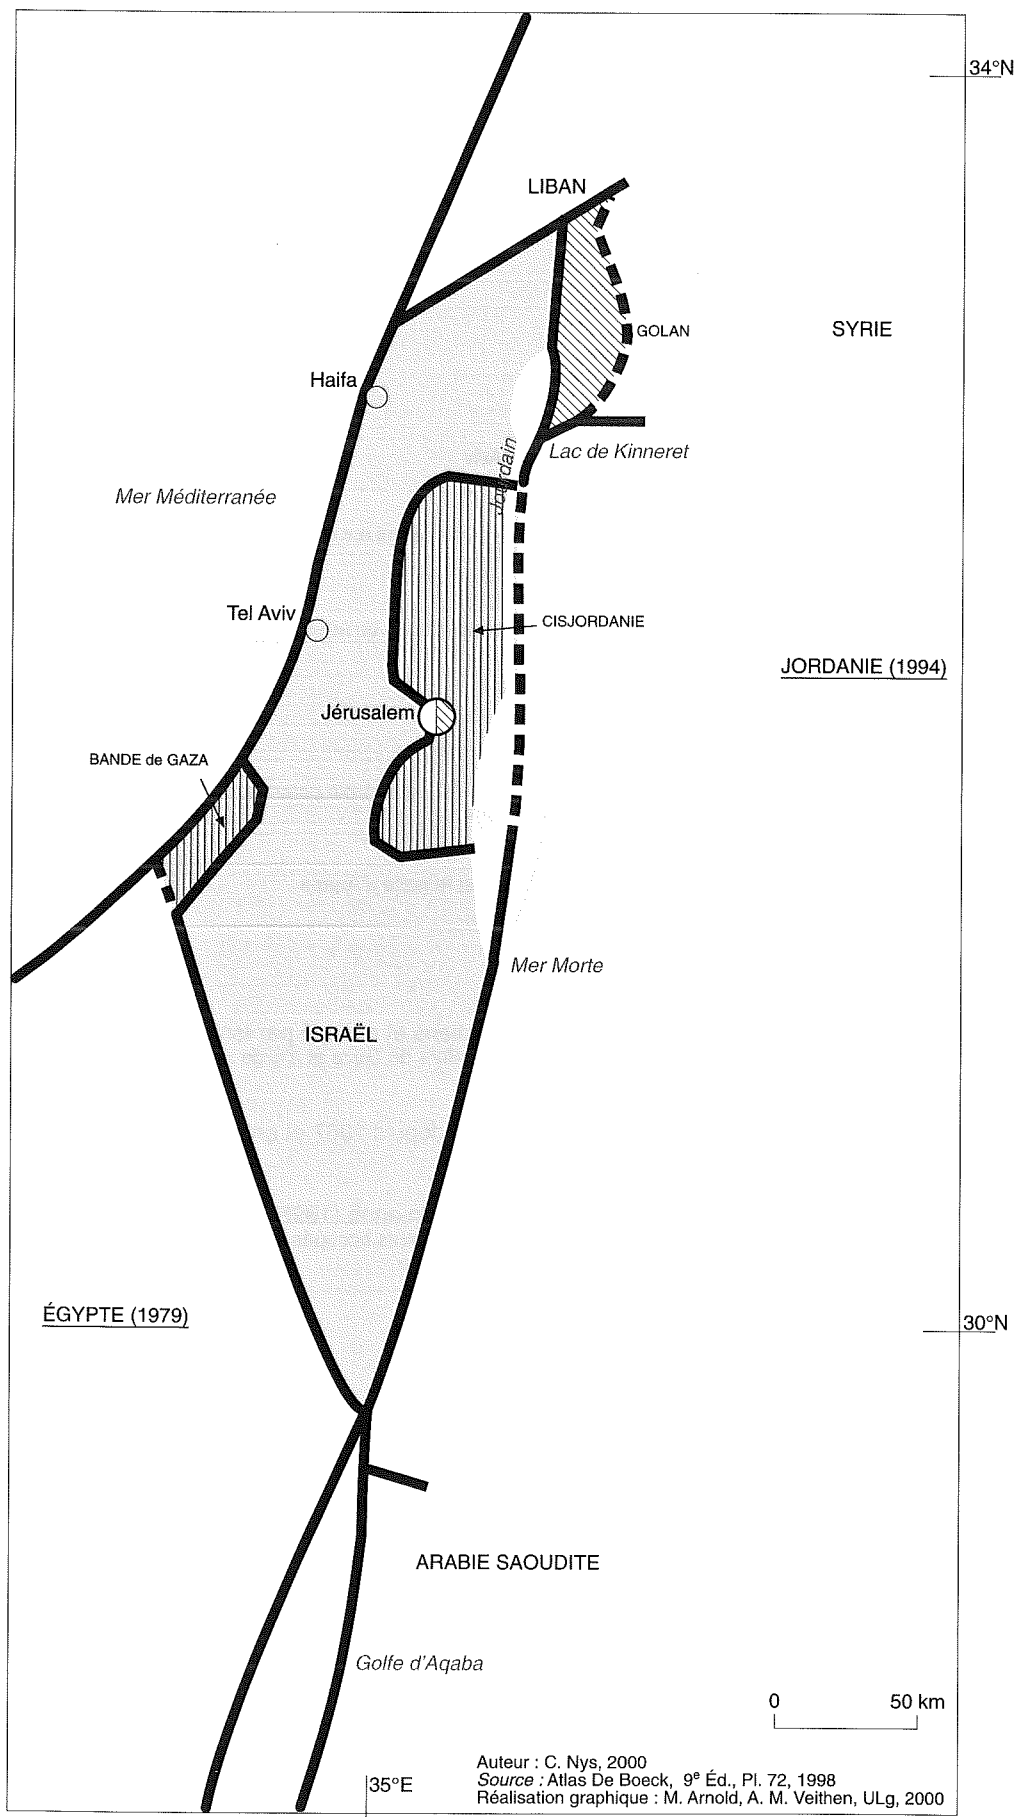 34°N
LIBAN
GOLAN
SYRIE
Haifa
Lac de Kinneret
Jourdain
Mer Méditerranée
Tel Aviv
CISJORDANIE
JORDANIE (1994)
Jérusalem
BANDE de GAZA
Mer Morte
ISRAËL
ÉGYPTE (1979)
30°N
ARABIE SAOUDITE
Golfe d'Aqaba
0 50 km
35°E
Auteur : C. Nys, 2000
Source : Atlas De Boeck, 9e Éd., Pl. 72, 1998
Réalisation graphique : M. Arnold, A. M. Veithen, ULg, 2000